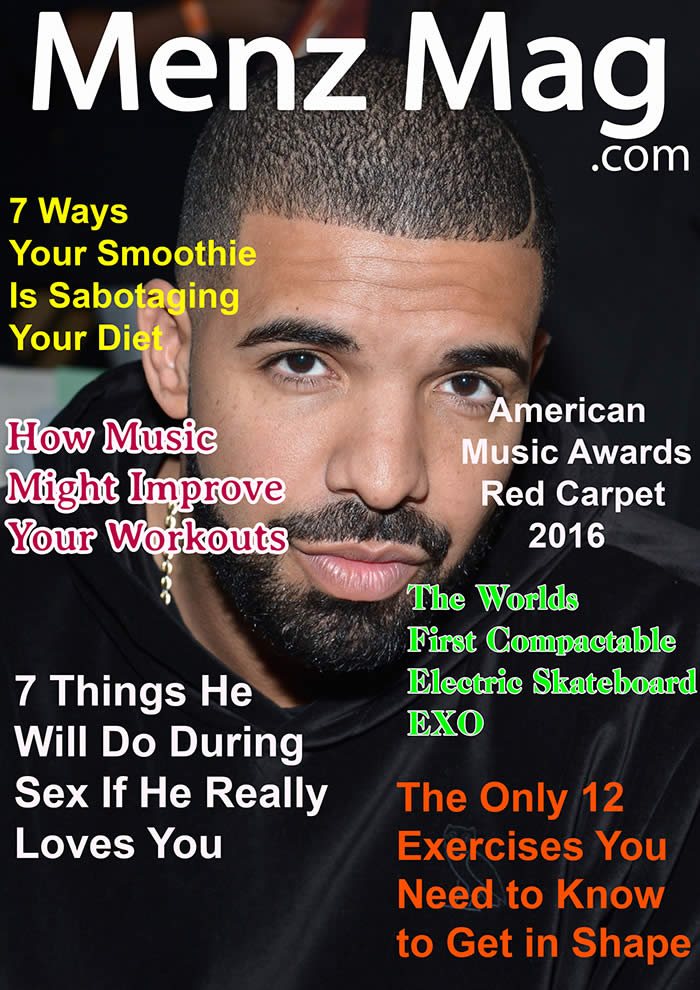 Menz Mag
.com
7 Ways
Your Smoothie
Is Sabotaging
Your Diet
How Music
Might Improve
Your Workouts
American
Music Awards
Red Carpet
2016
The Worlds
First Compactable
Electric Skateboard
EXO
7 Things He
Will Do During
Sex If He Really
Loves You
The Only 12
Exercises You
Need to Know
to Get in Shape